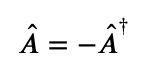 Â = −Â†